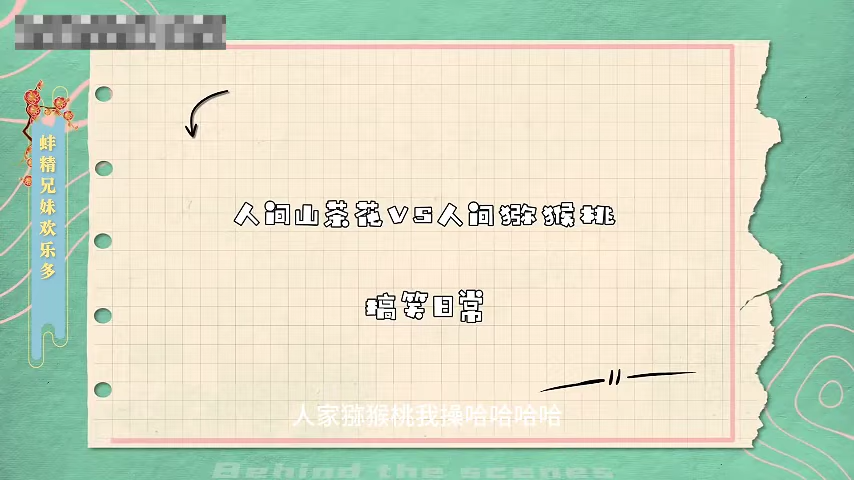 蚌精兄妹欢乐多
人间山茶花VS人间猕猴桃
搞笑日常
人家猕猴桃我操哈哈哈哈
Behind the scenes